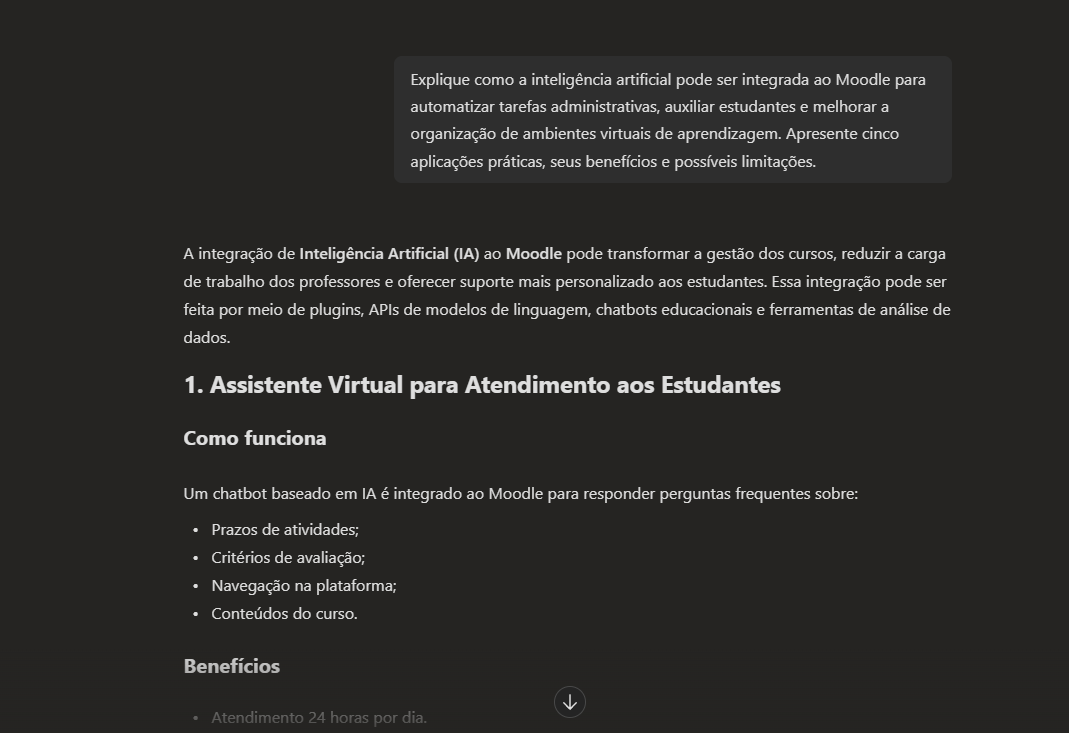 Explique como a inteligência artificial pode ser integrada ao Moodle para
automatizar tarefas administrativas, auxiliar estudantes e melhorar a
organização de ambientes virtuais de aprendizagem. Apresente cinco
aplicações práticas, seus benefícios e possíveis limitações.
A integração de Inteligência Artificial (IA) ao Moodle pode transformar a gestão dos cursos, reduzir a carga
de trabalho dos professores e oferecer suporte mais personalizado aos estudantes. Essa integração pode ser
feita por meio de plugins, APIs de modelos de linguagem, chatbots educacionais e ferramentas de análise de
dados.
1. Assistente Virtual para Atendimento aos Estudantes
Como funciona
Um chatbot baseado em IA é integrado ao Moodle para responder perguntas frequentes sobre:
• Prazos de atividades;
• Critérios de avaliação;
• Navegação na plataforma;
• Conteúdos do curso.
Benefícios
• Atendimento 24 horas por dia.